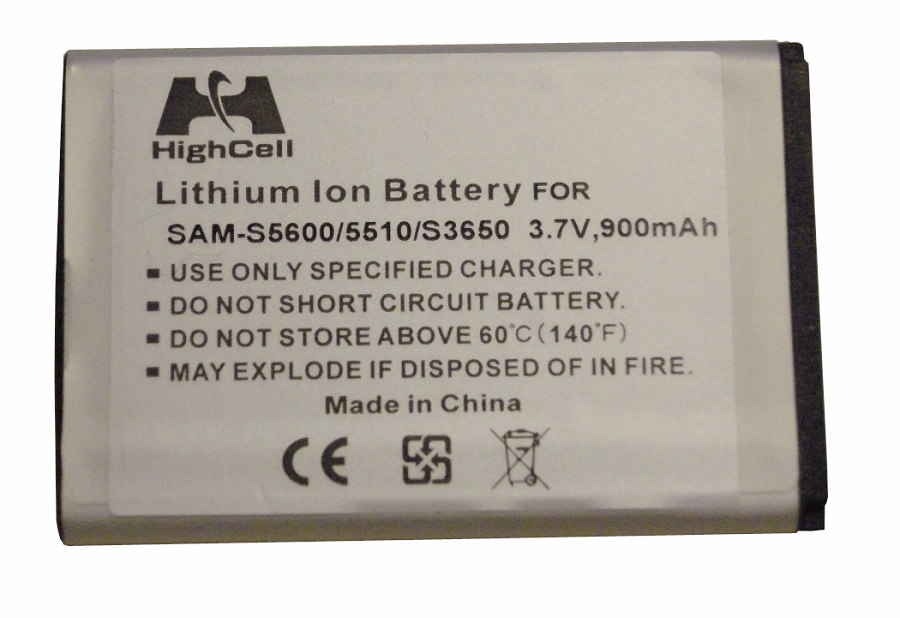 HighCell
Lithium Ion Battery FOR
SAM-S5600/5510/S3650 3.7V,900mAh
▪ USE ONLY SPECIFIED CHARGER.
▪ DO NOT SHORT CIRCUIT BATTERY.
▪ DO NOT STORE ABOVE 60°C(140°F)
▪ MAY EXPLODE IF DISPOSED OF IN FIRE.
Made in China
CE